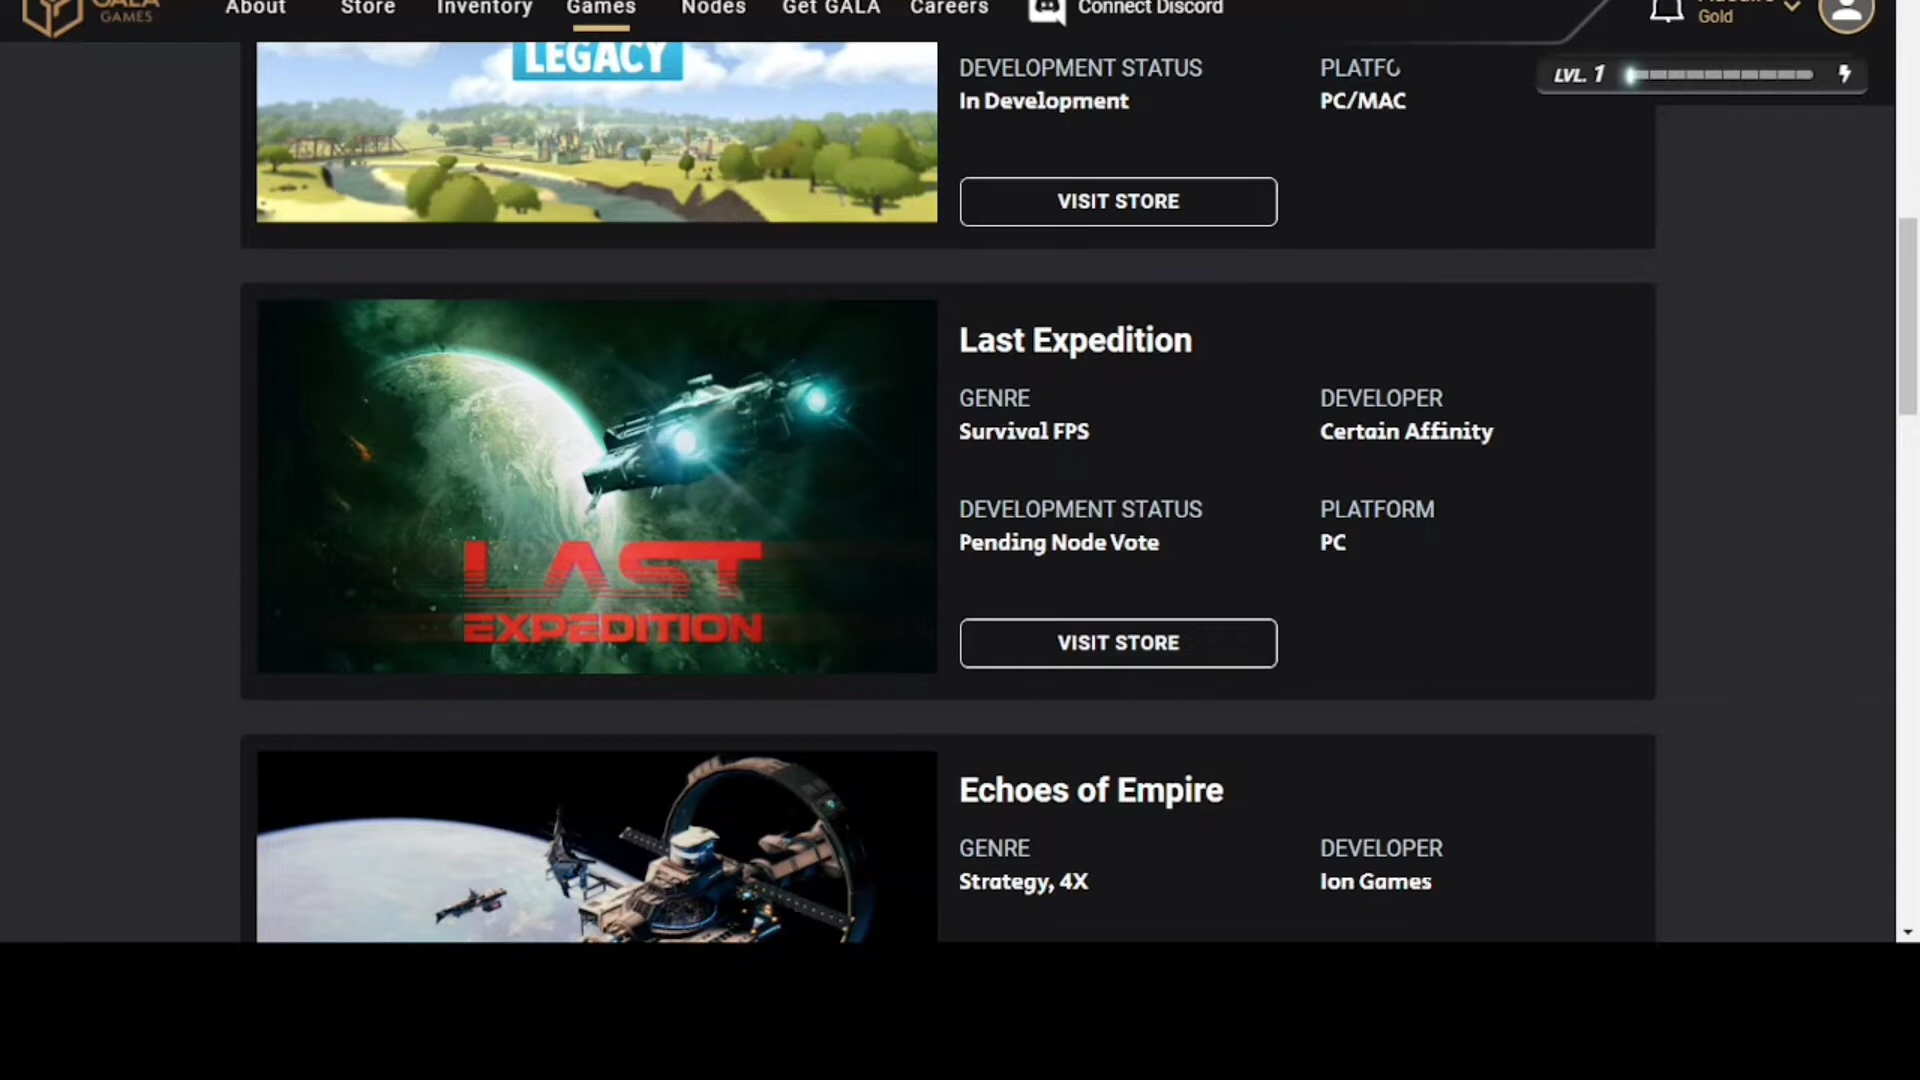 GAMES
About Store Inventory Games Nodes Get GALA Careers Connect Discord
Gold
LVL. 1
LEGACY
DEVELOPMENT STATUS
In Development
PC/MAC
VISIT STORE
Last Expedition
GENRE
Survival FPS
DEVELOPER
Certain Affinity
DEVELOPMENT STATUS
Pending Node Vote
PLATFORM
PC
VISIT STORE
LAST
EXPEDITION
Echoes of Empire
GENRE
Strategy, 4X
DEVELOPER
Ion Games